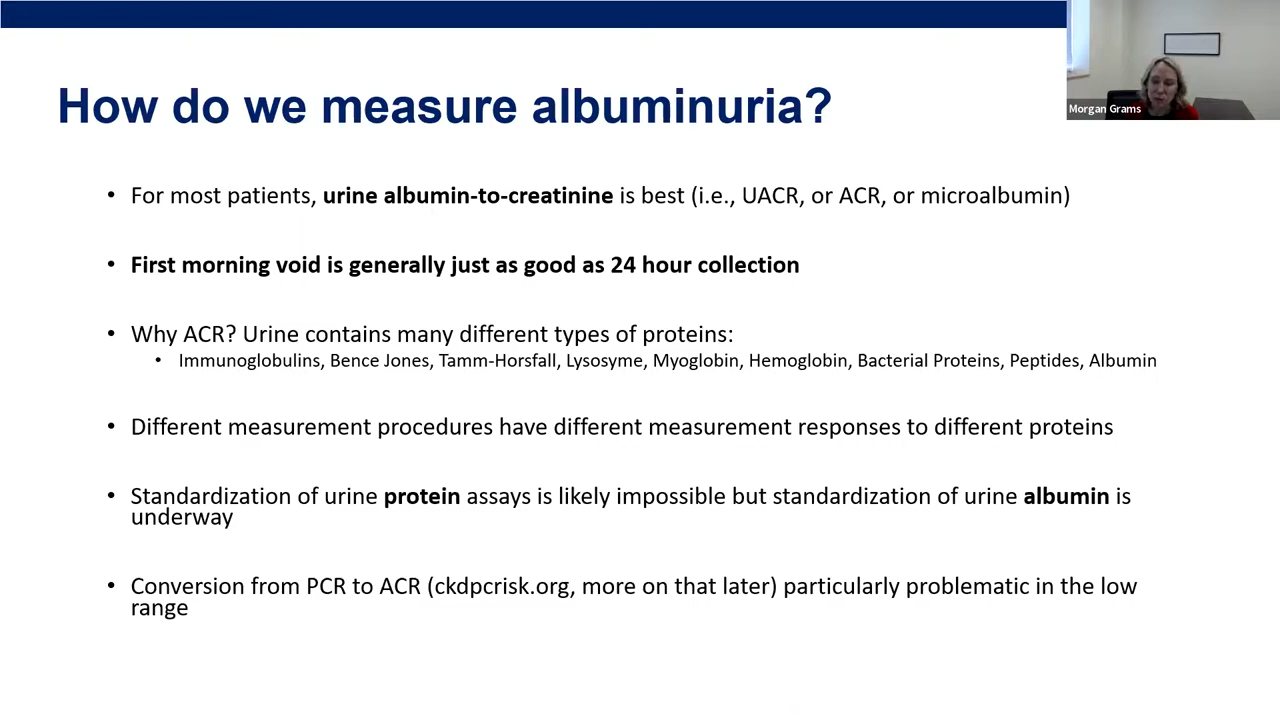 How do we measure albuminuria?
Morgan Grams
• For most patients, urine albumin-to-creatinine is best (i.e., UACR, or ACR, or microalbumin)
• First morning void is generally just as good as 24 hour collection
• Why ACR? Urine contains many different types of proteins:
• Immunoglobulins, Bence Jones, Tamm-Horsfall, Lysosyme, Myoglobin, Hemoglobin, Bacterial Proteins, Peptides, Albumin
• Different measurement procedures have different measurement responses to different proteins
• Standardization of urine protein assays is likely impossible but standardization of urine albumin is
underway
• Conversion from PCR to ACR (ckdpcrisk.org, more on that later) particularly problematic in the low
range